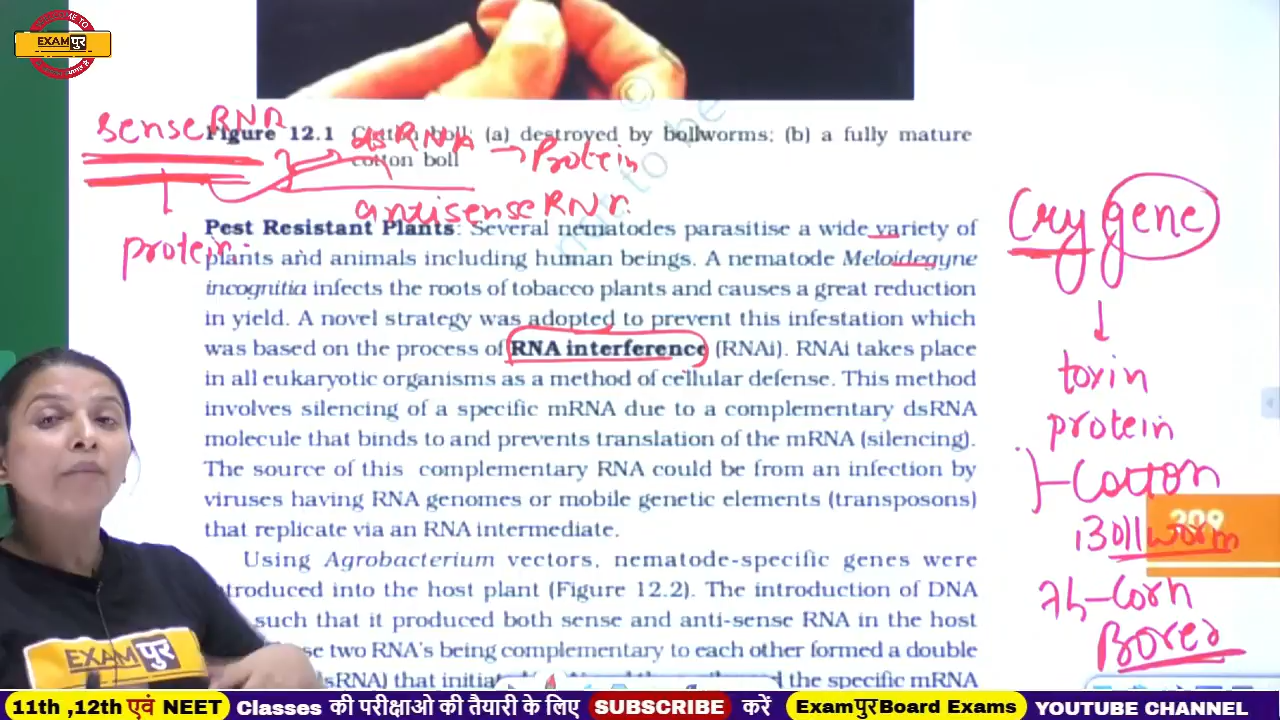 WELCOME TO
EXAMपुर
sense RNA
Figure 12.1 Cotton boll: (a) destroyed by bollworms; (b) a fully mature
cotton boll
dsRNA → Protein
antisense RNA
protein
Pest Resistant Plants: Several nematodes parasitise a wide variety of
plants and animals including human beings. A nematode Meloidegyne
incognitia infects the roots of tobacco plants and causes a great reduction
in yield. A novel strategy was adopted to prevent this infestation which
was based on the process of RNA interference (RNAi). RNAi takes place
in all eukaryotic organisms as a method of cellular defense. This method
involves silencing of a specific mRNA due to a complementary dsRNA
molecule that binds to and prevents translation of the mRNA (silencing).
The source of this complementary RNA could be from an infection by
viruses having RNA genomes or mobile genetic elements (transposons)
that replicate via an RNA intermediate.
Using Agrobacterium vectors, nematode-specific genes were
introduced into the host plant (Figure 12.2). The introduction of DNA
such that it produced both sense and anti-sense RNA in the host
two RNA's being complementary to each other formed a double
the specific mRNA
not to be
©
Cry gene
↓
toxin
protein
Cotton
Bollworm
209
Corn
Borer
EXAMपुर
11th ,12th एवं NEET Classes की परीक्षाओ की तैयारी के लिए SUBSCRIBE करें Examपुर Board Exams YOUTUBE CHANNEL